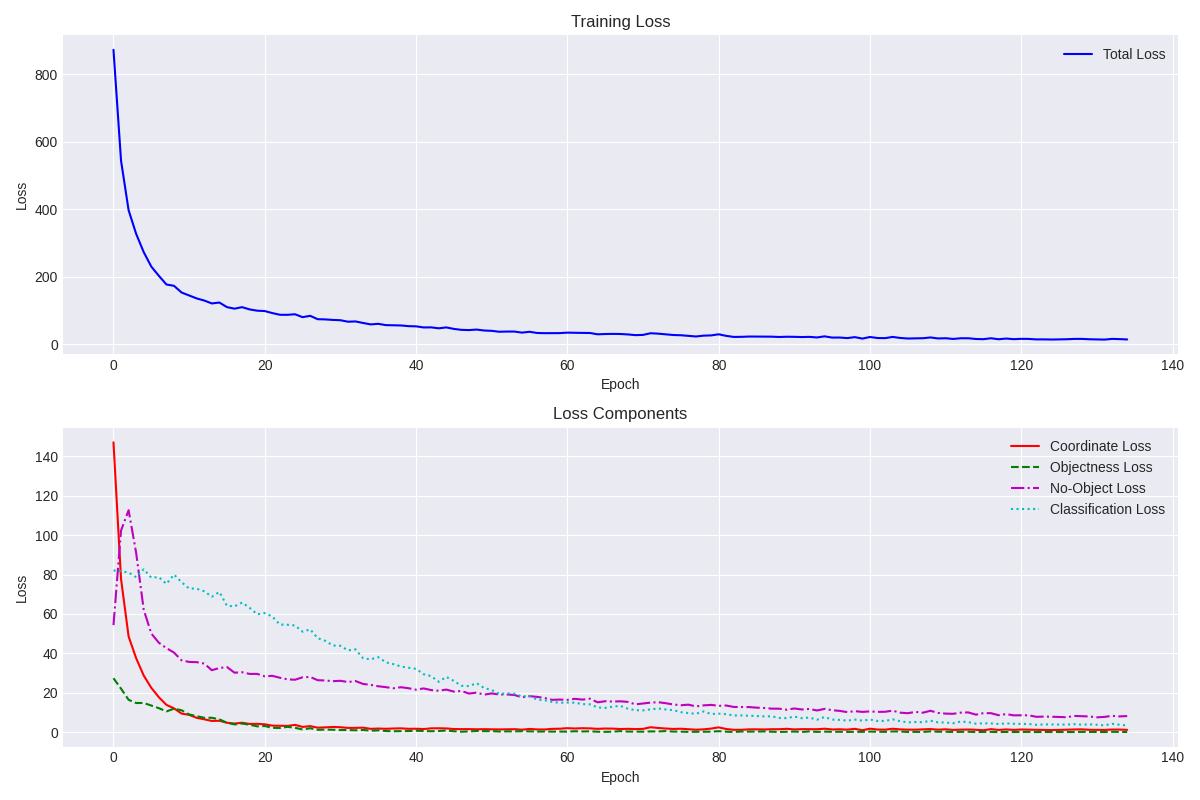 Training Loss
Total Loss
800
600
400
200
0
Loss
0 20 40 60 80 100 120 140
Epoch
Loss Components
Coordinate Loss
Objectness Loss
No-Object Loss
Classification Loss
140
120
100
80
60
40
20
0
Loss
0 20 40 60 80 100 120 140
Epoch